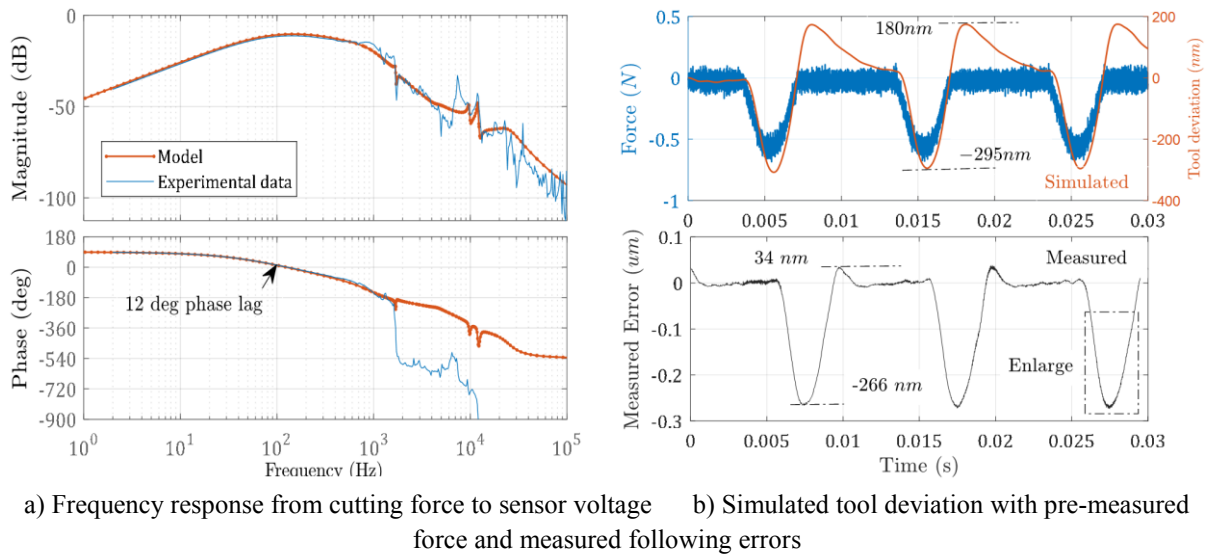 0
-50
-100
Magnitude (dB)
Model
Experimental data
180
0
-180
-360
-540
-720
-900
Phase (deg)
12 deg phase lag
10^0
10^1
10^2
10^3
10^4
10^5
Frequency (Hz)
1
0.5
0
-0.5
-1
Force (N)
180nm
−295nm
Simulated
200
0
-200
-400
Tool deviation (nm)
0
0.005
0.01
0.015
0.02
0.025
0.03
0.1
0
-0.1
-0.2
-0.3
Measured Error (um)
34 nm
Measured
Enlarge
-266 nm
0
0.005
0.01
0.015
0.02
0.025
0.03
Time (s)
a) Frequency response from cutting force to sensor voltage
b) Simulated tool deviation with pre-measured
force and measured following errors